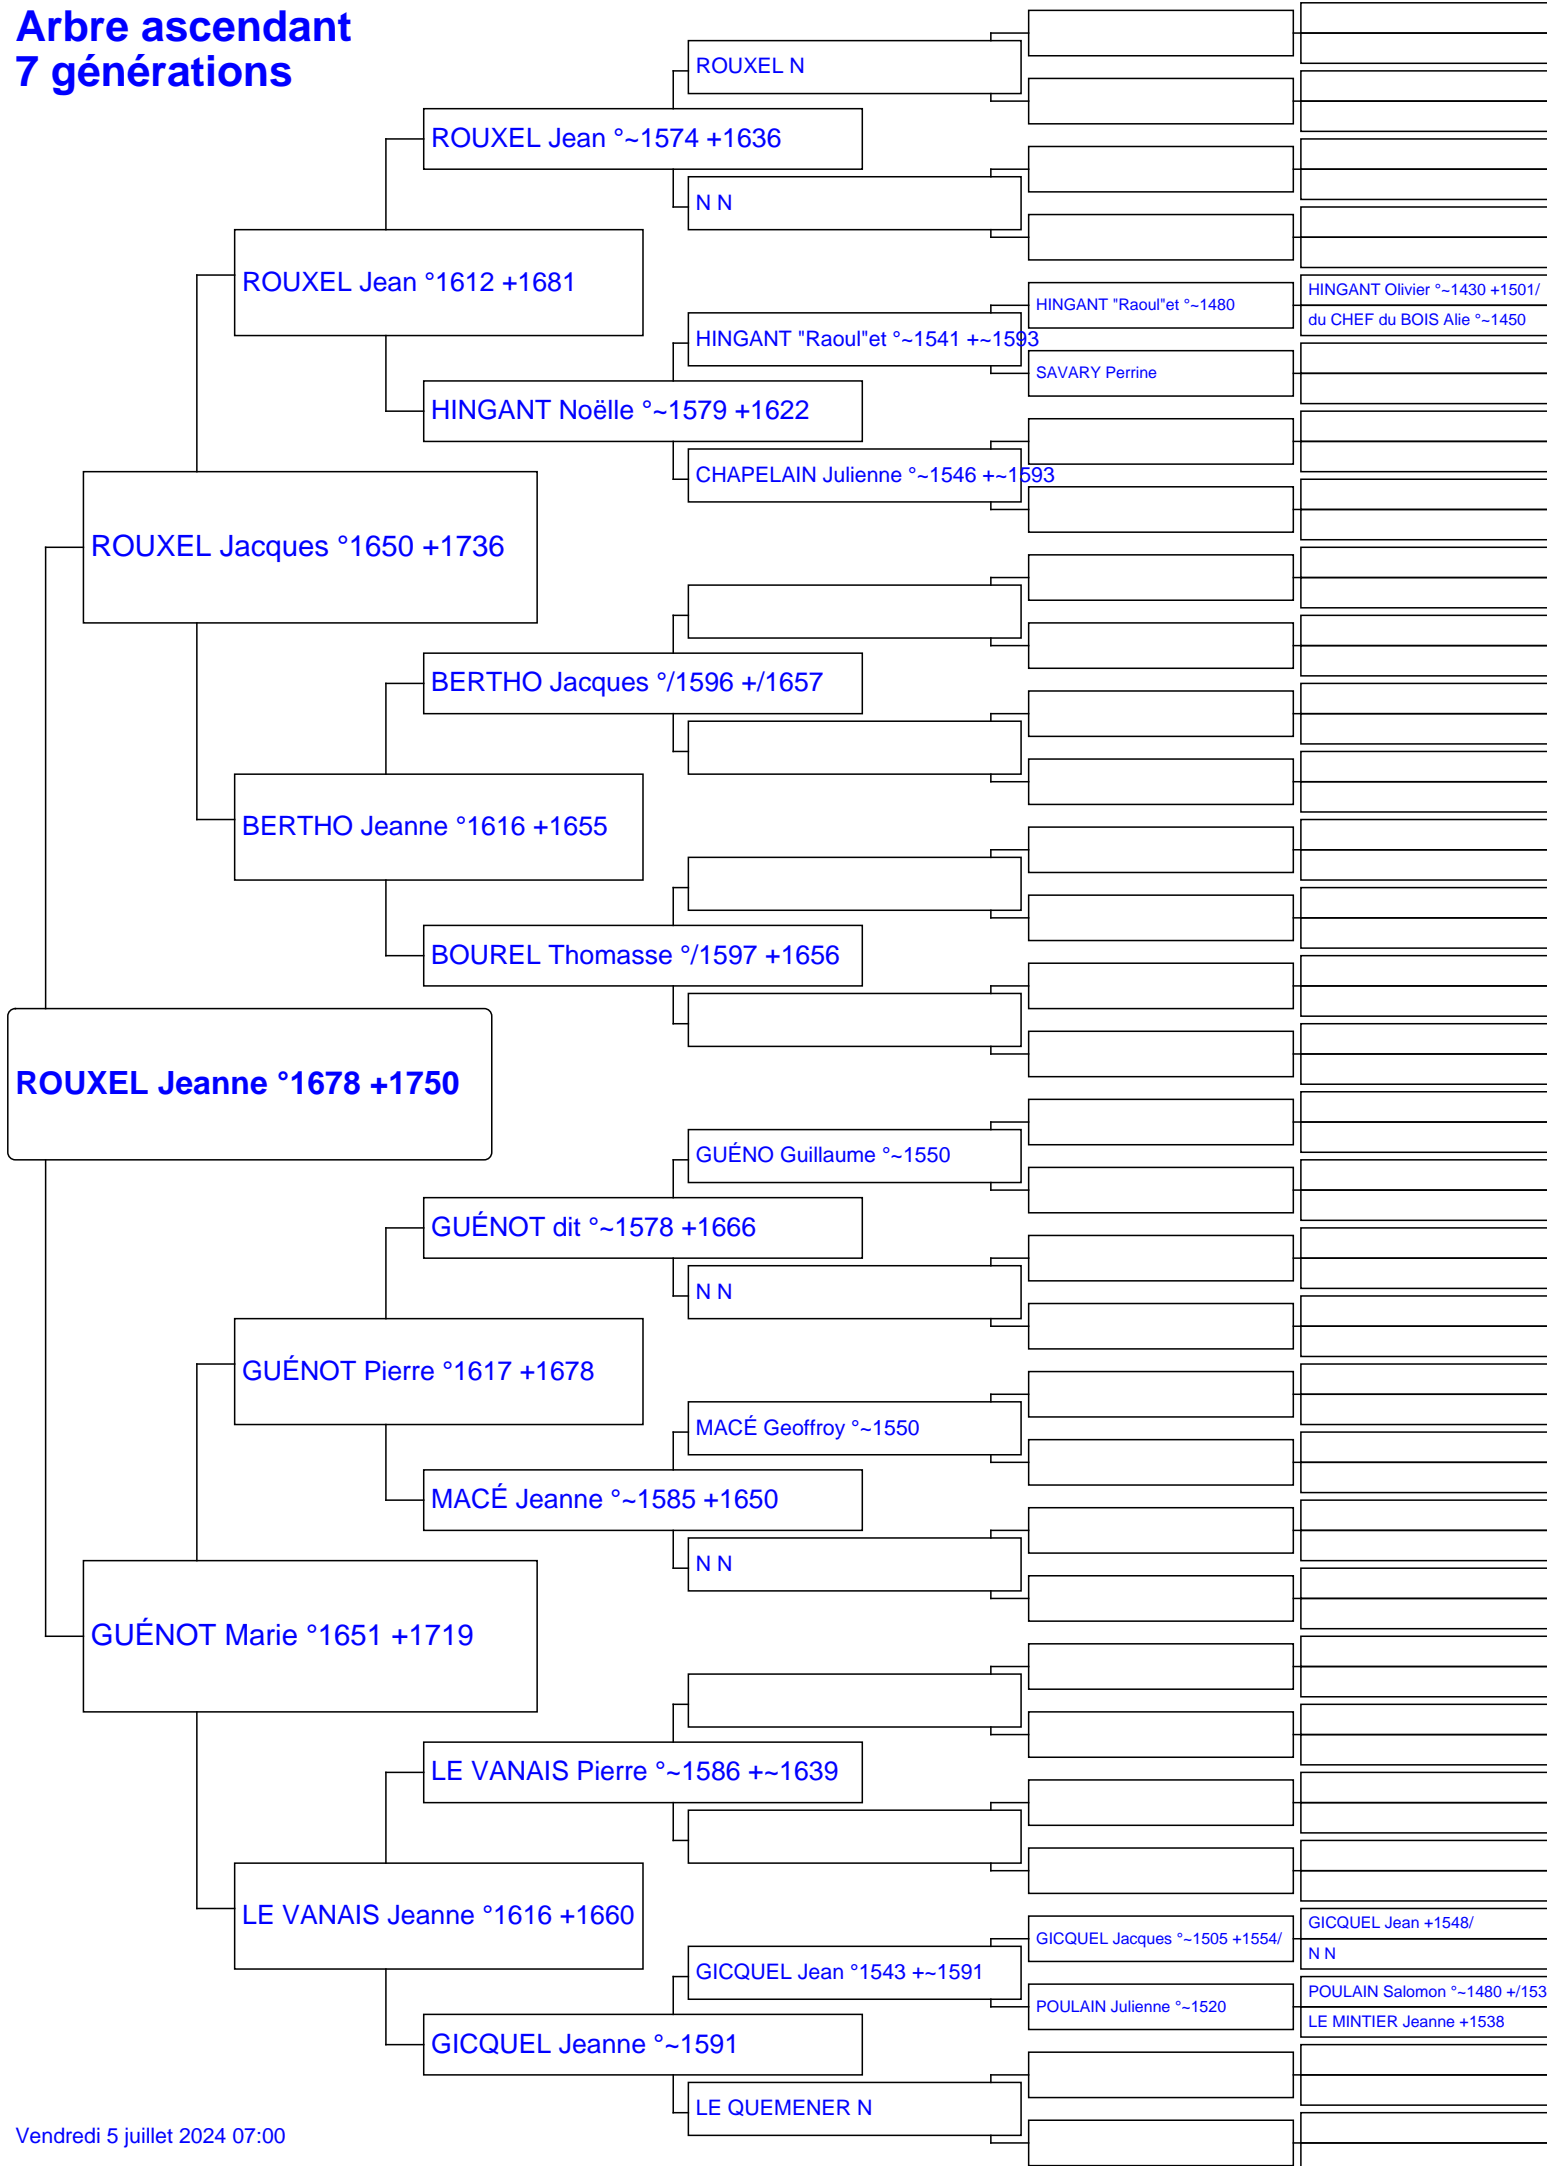 Arbre ascendant
7 générations
ROUXEL N
ROUXEL Jean °~1574 +1636
N N
ROUXEL Jean °1612 +1681
HINGANT "Raoul"et °~1480
HINGANT Olivier °~1430 +1501/
du CHEF du BOIS Alie °~1450
HINGANT "Raoul"et °~1541 +~1593
SAVARY Perrine
HINGANT Noëlle °~1579 +1622
CHAPELAIN Julienne °~1546 +~1593
ROUXEL Jacques °1650 +1736
BERTHO Jacques °/1596 +/1657
BERTHO Jeanne °1616 +1655
BOUREL Thomasse °/1597 +1656
ROUXEL Jeanne °1678 +1750
GUÉNO Guillaume °~1550
GUÉNOT dit °~1578 +1666
N N
GUÉNOT Pierre °1617 +1678
MACÉ Geoffroy °~1550
MACÉ Jeanne °~1585 +1650
N N
GUÉNOT Marie °1651 +1719
LE VANAIS Pierre °~1586 +~1639
LE VANAIS Jeanne °1616 +1660
GICQUEL Jacques °~1505 +1554/
GICQUEL Jean +1548/
N N
GICQUEL Jean °1543 +~1591
POULAIN Julienne °~1520
POULAIN Salomon °~1480 +/153
LE MINTIER Jeanne +1538
GICQUEL Jeanne °~1591
LE QUEMENER N
Vendredi 5 juillet 2024 07:00